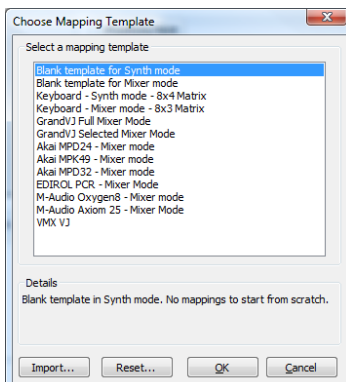 Choose Mapping Template
Select a mapping template
Blank template for Synth mode
Blank template for Mixer mode
Keyboard - Synth mode - 8x4 Matrix
Keyboard - Mixer mode - 8x3 Matrix
GrandVJ Full Mixer Mode
GrandVJ Selected Mixer Mode
Akai MPD24 - Mixer mode
Akai MPK49 - Mixer mode
Akai MPD32 - Mixer mode
EDIROL PCR - Mixer Mode
M-Audio Oxygen8 - Mixer mode
M-Audio Axiom 25 - Mixer Mode
VMX VJ
Details
Blank template in Synth mode. No mappings to start from scratch.
Import... Reset... OK Cancel